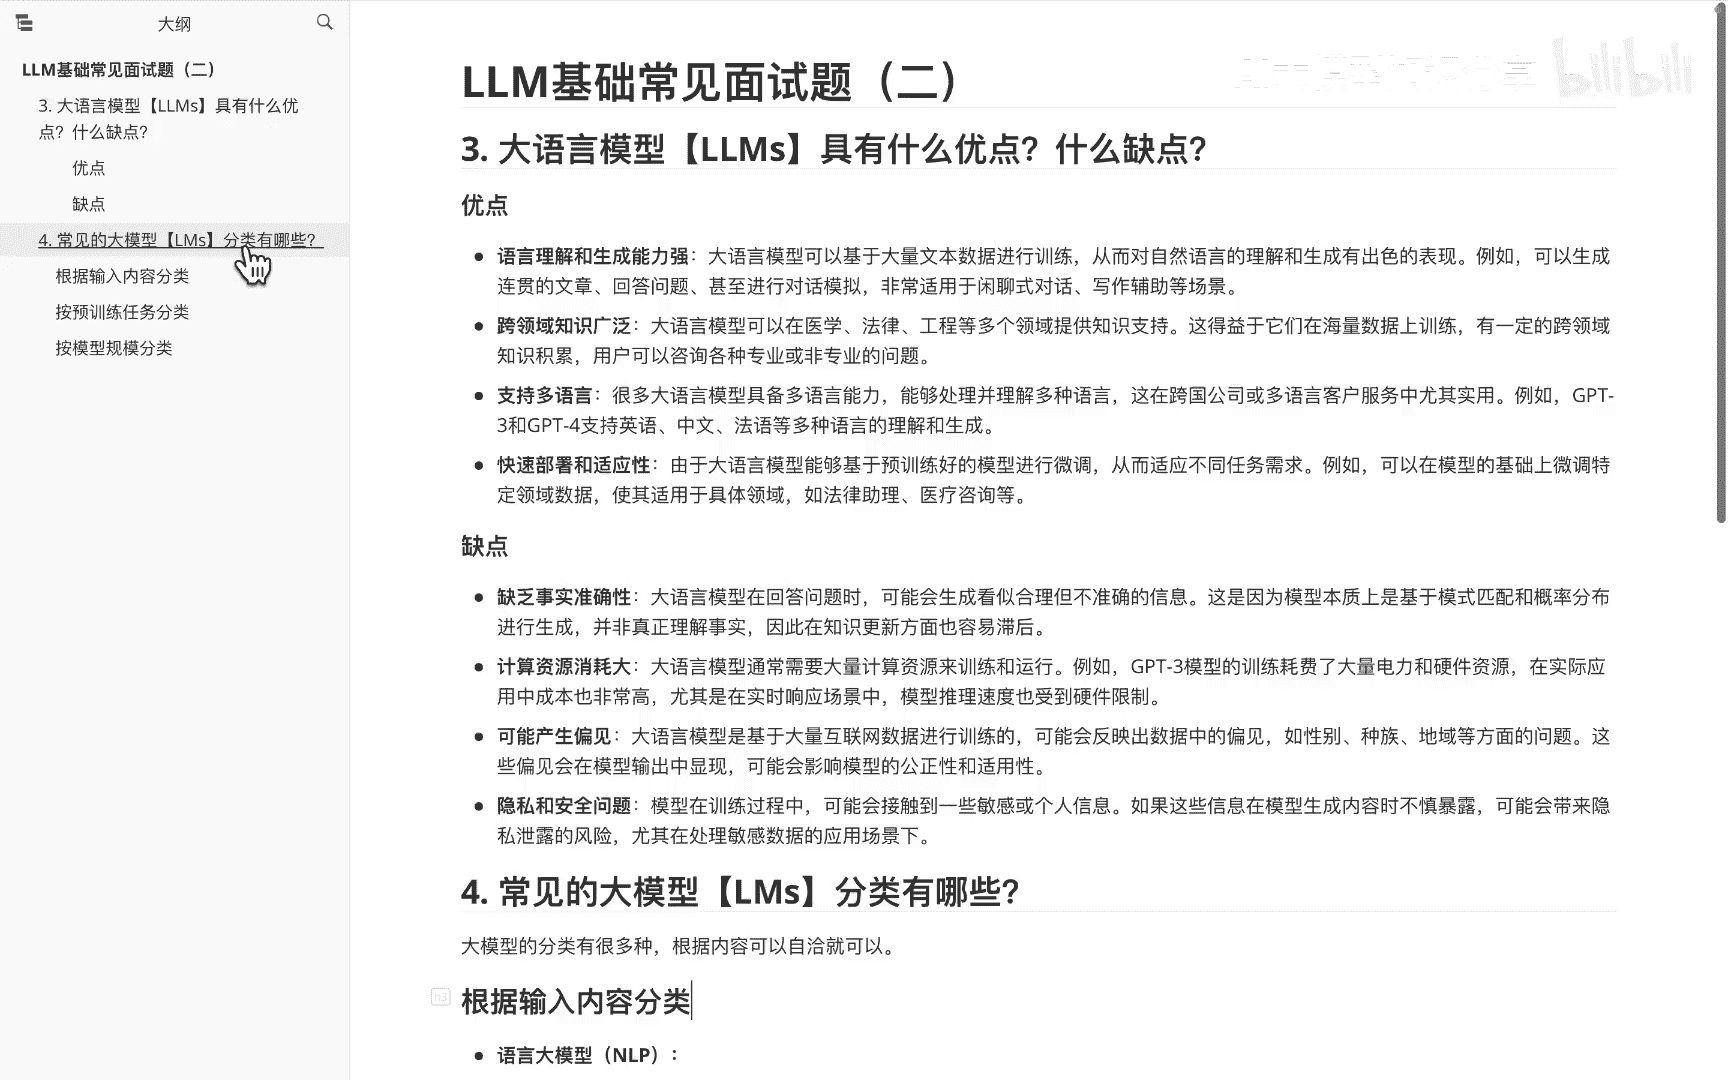 大纲
LLM基础常见面试题（二）
3. 大语言模型【LLMs】具有什么优
点？什么缺点？
优点
缺点
4. 常见的大模型【LMs】分类有哪些？
根据输入内容分类
按预训练任务分类
按模型规模分类
bilibili
LLM基础常见面试题（二）
3. 大语言模型【LLMs】具有什么优点？什么缺点？
优点
语言理解和生成能力强：大语言模型可以基于大量文本数据进行训练，从而对自然语言的理解和生成有出色的表现。例如，可以生成
连贯的文章、回答问题、甚至进行对话模拟，非常适用于闲聊式对话、写作辅助等场景。
跨领域知识广泛：大语言模型可以在医学、法律、工程等多个领域提供知识支持。这得益于它们在海量数据上训练，有一定的跨领域
知识积累，用户可以咨询各种专业或非专业的问题。
支持多语言：很多大语言模型具备多语言能力，能够处理并理解多种语言，这在跨国公司或多语言客户服务中尤其实用。例如，GPT-
3和GPT-4支持英语、中文、法语等多种语言的理解和生成。
快速部署和适应性：由于大语言模型能够基于预训练好的模型进行微调，从而适应不同任务需求。例如，可以在模型的基础上微调特
定领域数据，使其适用于具体领域，如法律助理、医疗咨询等。
缺点
缺乏事实准确性：大语言模型在回答问题时，可能会生成看似合理但不准确的信息。这是因为模型本质上是基于模式匹配和概率分布
进行生成，并非真正理解事实，因此在知识更新方面也容易滞后。
计算资源消耗大：大语言模型通常需要大量计算资源来训练和运行。例如，GPT-3模型的训练耗费了大量电力和硬件资源，在实际应
用中成本也非常高，尤其是在实时响应场景中，模型推理速度也受到硬件限制。
可能产生偏见：大语言模型是基于大量互联网数据进行训练的，可能会反映出数据中的偏见，如性别、种族、地域等方面的问题。这
些偏见会在模型输出中显现，可能会影响模型的公正性和适用性。
隐私和安全问题：模型在训练过程中，可能会接触到一些敏感或个人信息。如果这些信息在模型生成内容时不慎暴露，可能会带来隐
私泄露的风险，尤其在处理敏感数据的应用场景下。
4. 常见的大模型【LMs】分类有哪些？
大模型的分类有很多种，根据内容可以自洽就可以。
h3 根据输入内容分类
语言大模型（NLP）：